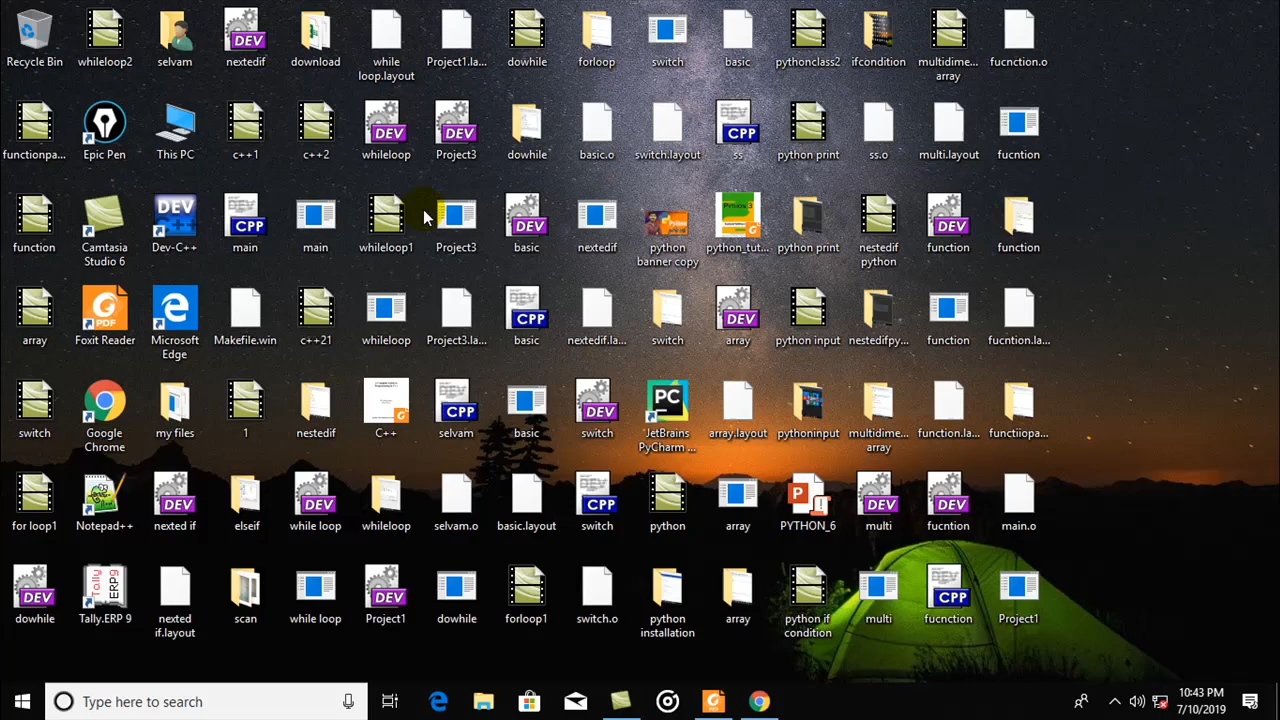 Recycle Bin
whileloop2
selvam
nextedif
download
while
loop.layout
Project1.la...
dowhile
forloop
switch
basic
pythonclass2
ifcondition
multidime...
array
fucnction.o
functionpa...
Epic Pen
This PC
c++1
c++2
whileloop
Project3
dowhile
basic.o
switch.layout
ss
python print
ss.o
multi.layout
fucntion
function
Camtasia
Studio 6
Dev-C++
main
main
whileloop1
Project3
basic
nextedif
python
banner copy
python_tut...
python print
nestedif
python
function
function
array
Foxit Reader
Microsoft
Edge
Makefile.win
c++21
whileloop
Project3.la...
basic
nextedif.la...
switch
array
python input
nestedifpy...
function
fucntion.la...
switch
Google
Chrome
my files
1
nestedif
C++
selvam
basic
switch
JetBrains
PyCharm ...
array.layout
pythoninput
multidime...
array
function.la...
functiopa...
for loop1
Notepad++
nexted if
elseif
while loop
whileloop
selvam.o
basic.layout
switch
python
array
PYTHON_6
multi
fucntion
main.o
dowhile
Tally.ERP 9
nexted
if.layout
scan
while loop
Project1
dowhile
forloop1
switch.o
python
installation
array
python if
condition
multi
fucnction
Project1
Type here to search
10:43 PM
7/10/2019